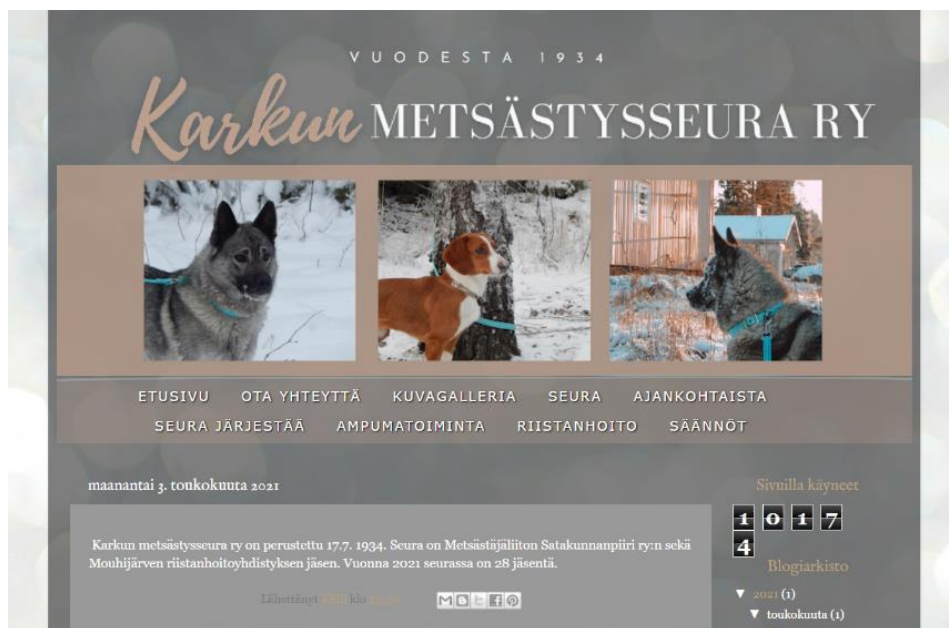 VUODESTA 1934
Karkun METSÄSTYSSEURA RY
ETUSIVU OTA YHTEYTTÄ KUVAGALLERIA SEURA AJANKOHTAISTA
SEURA JÄRJESTÄÄ AMPUMATOIMINTA RIISTANHOITO SÄÄNNÖT
maanantai 3. toukokuuta 2021
Karkun metsästysseura ry on perustettu 17.7. 1934. Seura on Metsästäjäliiton Satakunnanpiiri ry:n sekä
Mouhijärven riistanhoitoyhdistyksen jäsen. Vuonna 2021 seurassa on 28 jäsentä.
Lähettänyt klo
Sivuilla käyneet
1 0 1 7
4
Blogiarkisto
▼ 2021 (1)
▼ toukokuuta (1)